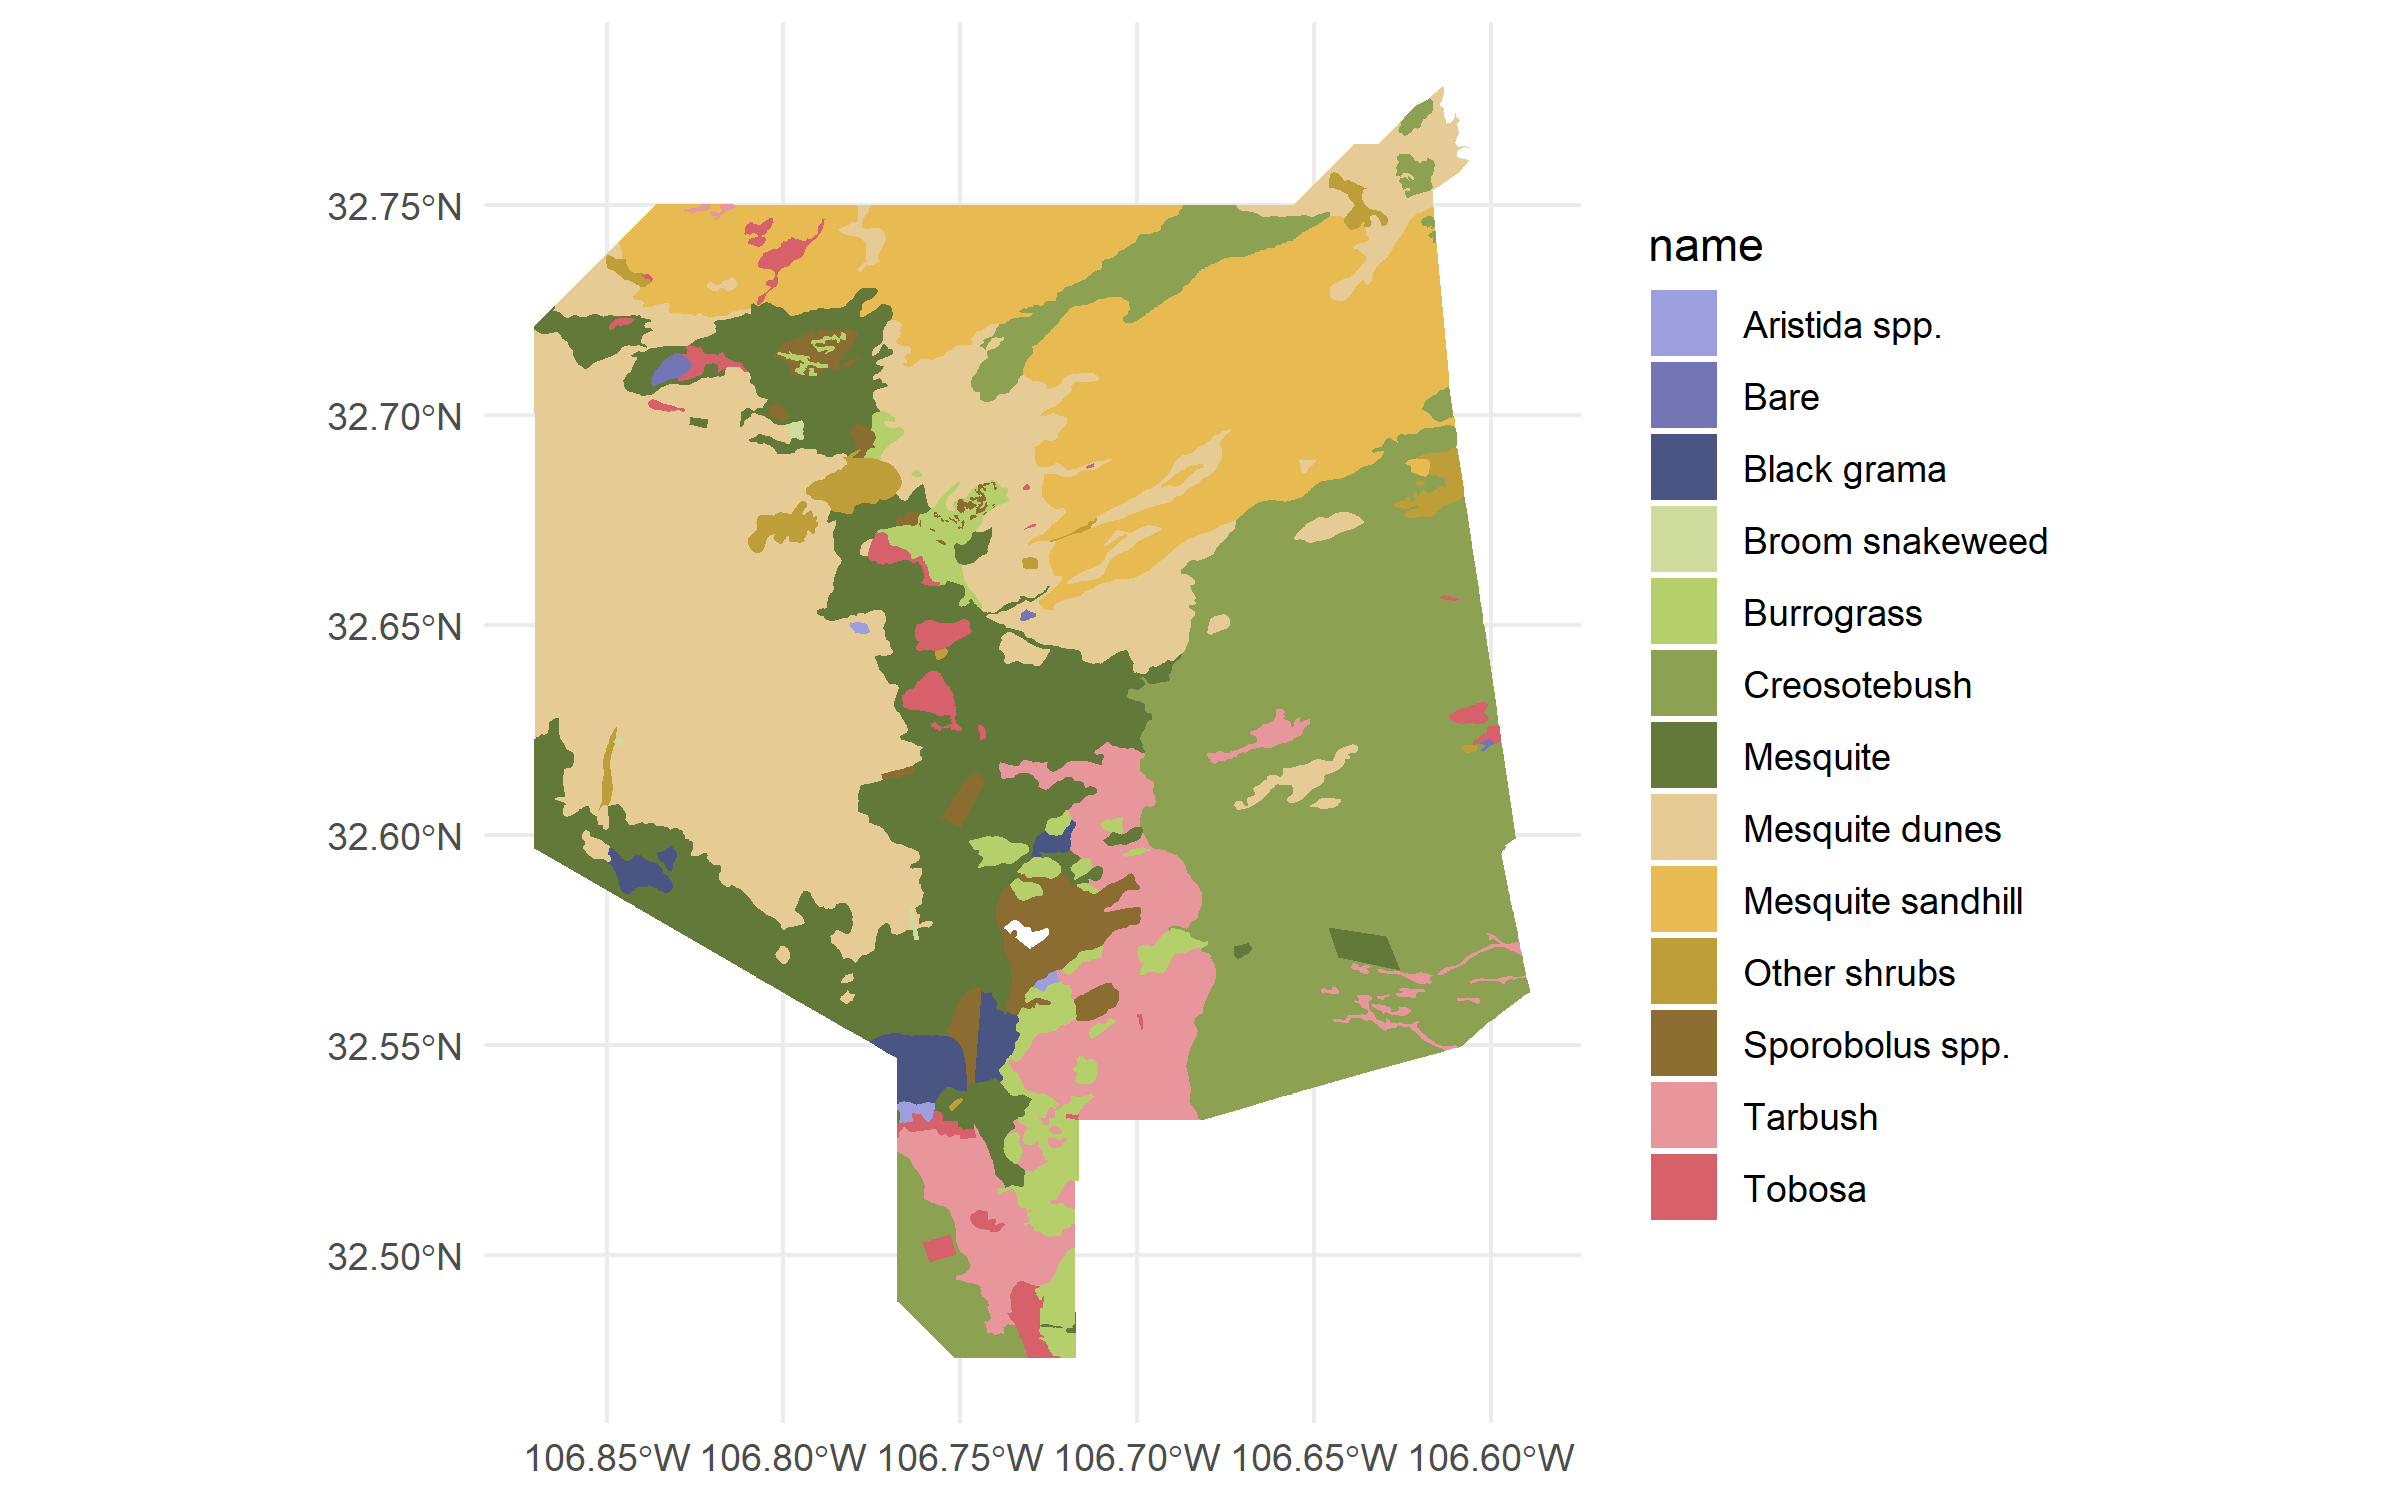 32.75°N
32.70°N
32.65°N
32.60°N
32.55°N
32.50°N
106.85°W 106.80°W 106.75°W 106.70°W 106.65°W 106.60°W
name
Aristida spp.
Bare
Black grama
Broom snakeweed
Burrograss
Creosotebush
Mesquite
Mesquite dunes
Mesquite sandhill
Other shrubs
Sporobolus spp.
Tarbush
Tobosa